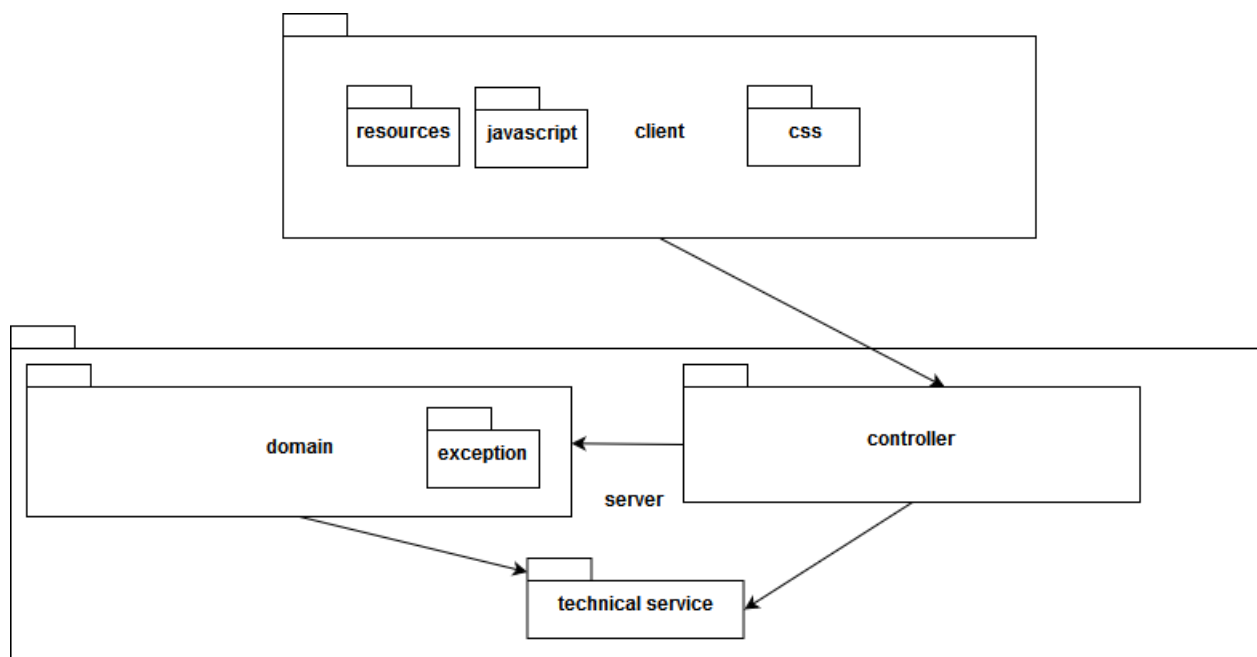 resources
javascript
client
css
domain
exception
controller
server
technical service